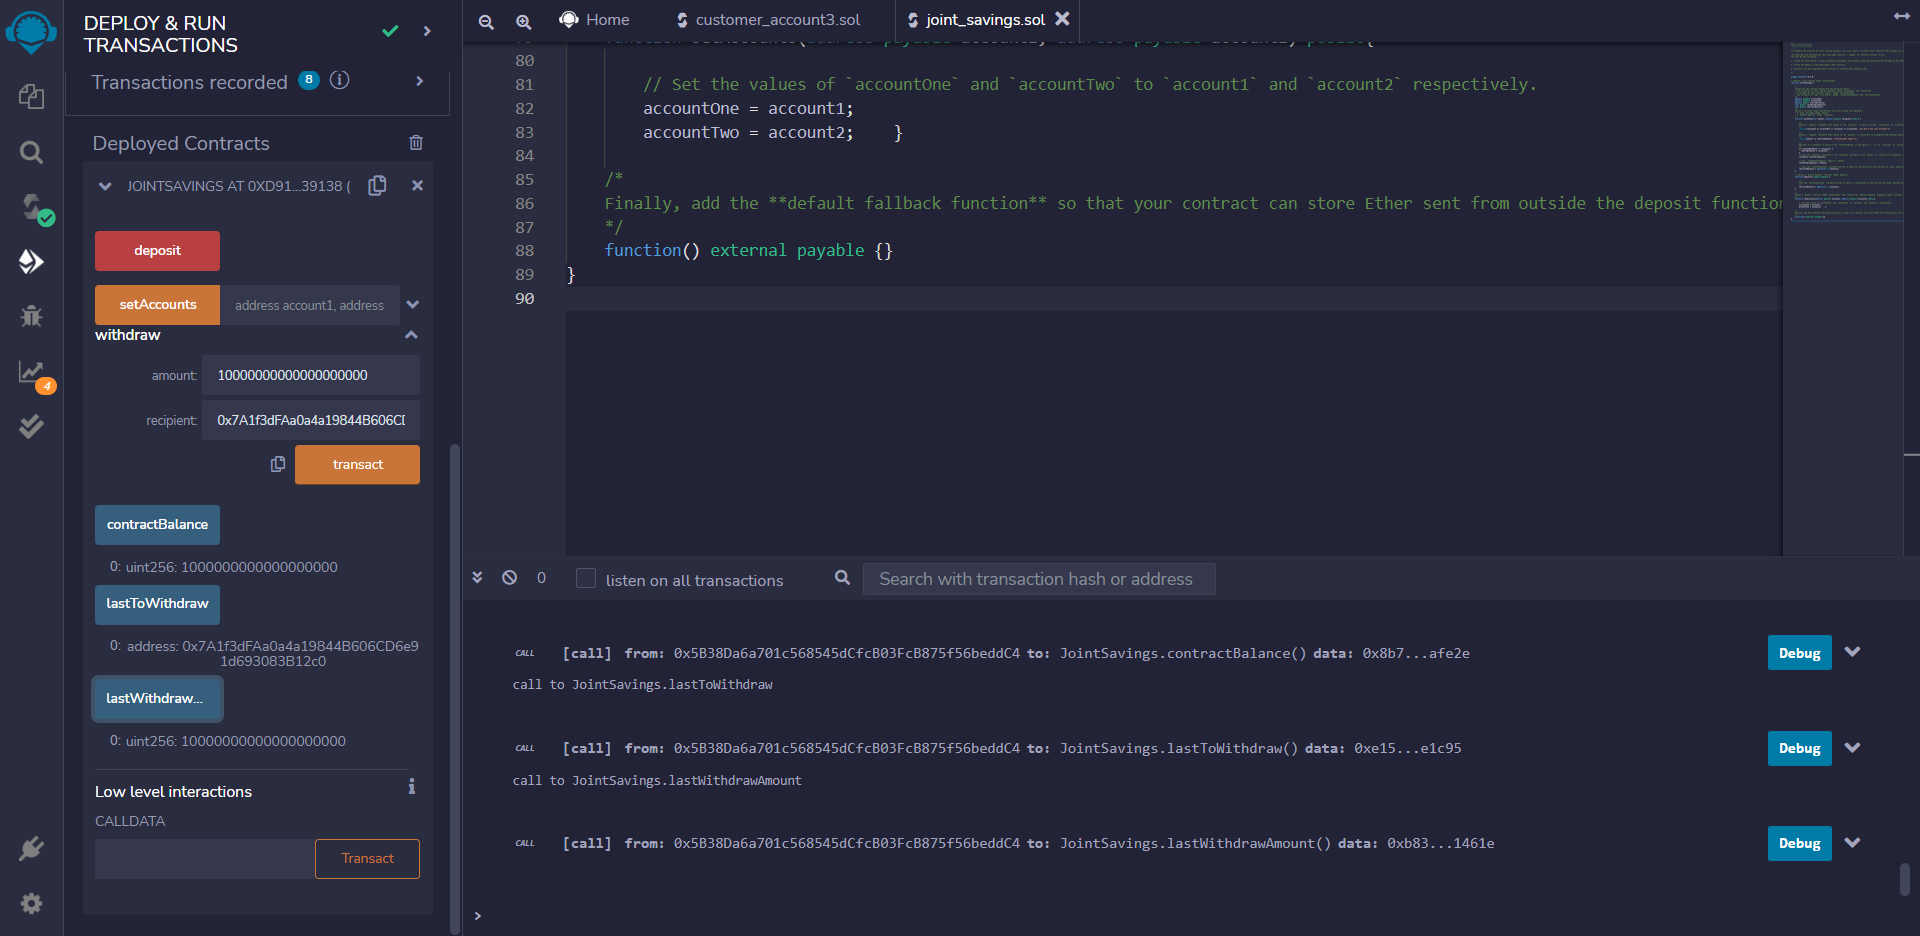 DEPLOY & RUN
TRANSACTIONS
Transactions recorded 8 i
Deployed Contracts
JOINTSAVINGS AT 0XD91...39138 (
deposit
setAccounts address account1, address
withdraw
amount: 10000000000000000000
recipient: 0x7A1f3dFAa0a4a19844B606CD
transact
contractBalance
0: uint256: 1000000000000000000
lastToWithdraw
0: address: 0x7A1f3dFAa0a4a19844B606CD6e9
1d693083B12c0
lastWithdraw...
0: uint256: 10000000000000000000
Low level interactions
CALLDATA
Transact
4
Home
customer_account3.sol
joint_savings.sol
80
81 // Set the values of `accountOne` and `accountTwo` to `account1` and `account2` respectively.
82 accountOne = account1;
83 accountTwo = account2; }
84
85 /*
86 Finally, add the **default fallback function** so that your contract can store Ether sent from outside the deposit function
87 */
88 function() external payable {}
89 }
90
0 listen on all transactions Search with transaction hash or address
CALL [call] from: 0x5B38Da6a701c568545dCfcB03FcB875f56beddC4 to: JointSavings.contractBalance() data: 0x8b7...afe2e Debug
call to JointSavings.lastToWithdraw
CALL [call] from: 0x5B38Da6a701c568545dCfcB03FcB875f56beddC4 to: JointSavings.lastToWithdraw() data: 0xe15...e1c95 Debug
call to JointSavings.lastWithdrawAmount
CALL [call] from: 0x5B38Da6a701c568545dCfcB03FcB875f56beddC4 to: JointSavings.lastWithdrawAmount() data: 0xb83...1461e Debug
>